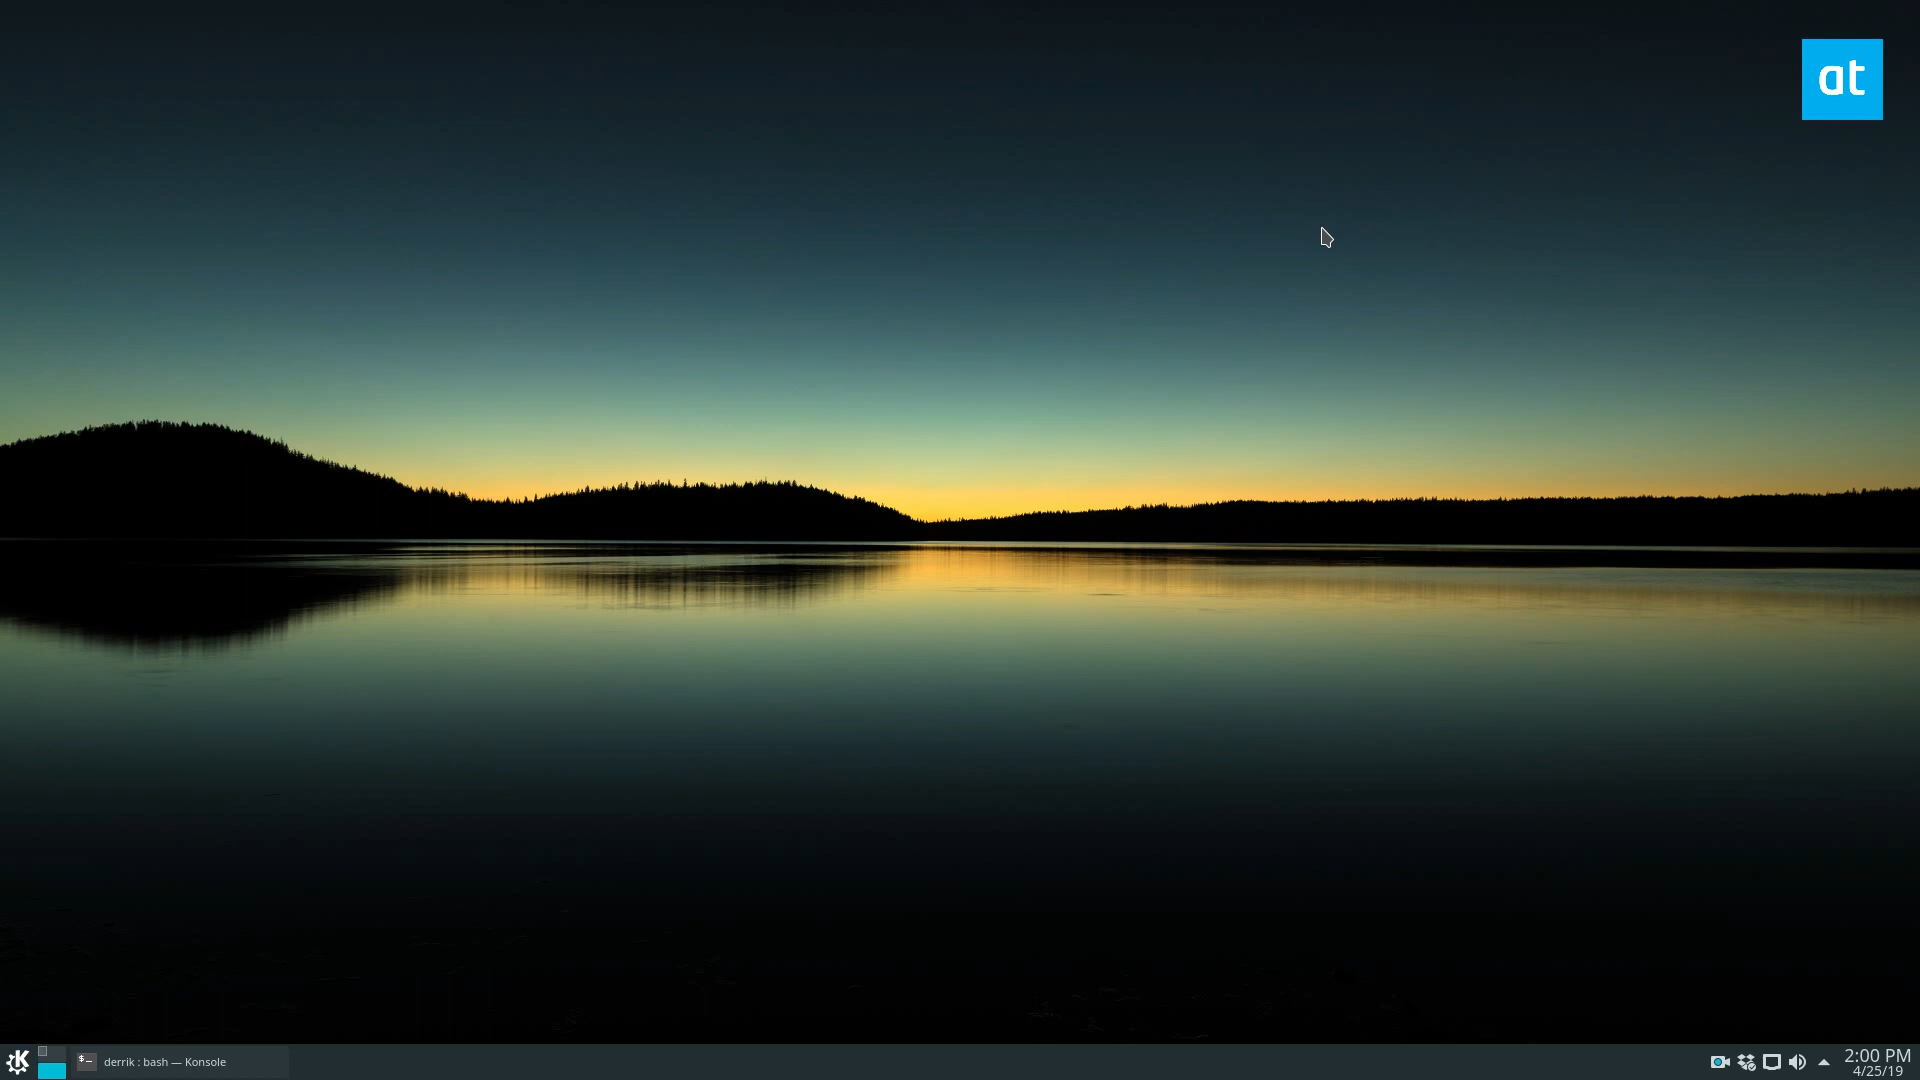 at
$-
derrik : bash — Konsole
2:00 PM
4/25/19